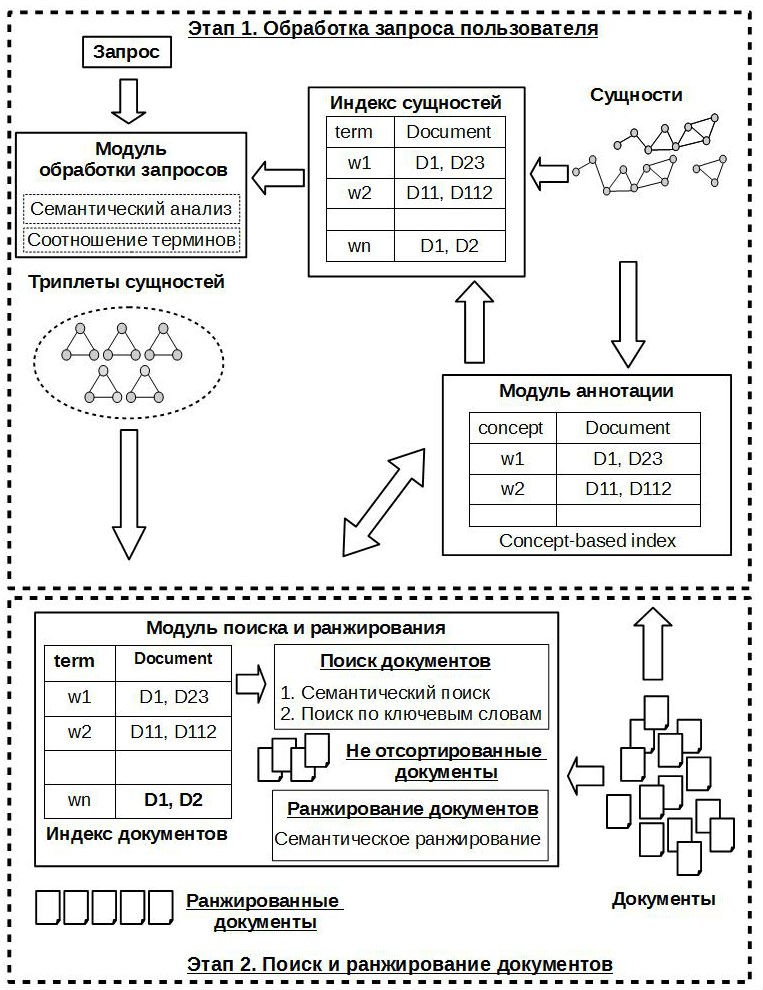 Этап 1. Обработка запроса пользователя
Запрос
Модуль
обработки запросов
Семантический анализ
Соотношение терминов
Индекс сущностей
term Document
w1 D1, D23
w2 D11, D112
wn D1, D2
Сущности
Триплеты сущностей
Модуль аннотации
concept Document
w1 D1, D23
w2 D11, D112
Concept-based index
Модуль поиска и ранжирования
term Document
w1 D1, D23
w2 D11, D112
wn D1, D2
Индекс документов
Поиск документов
1. Семантический поиск
2. Поиск по ключевым словам
Не отсортированные
документы
Ранжирование документов
Семантическое ранжирование
Документы
Ранжированные
документы
Этап 2. Поиск и ранжирование документов